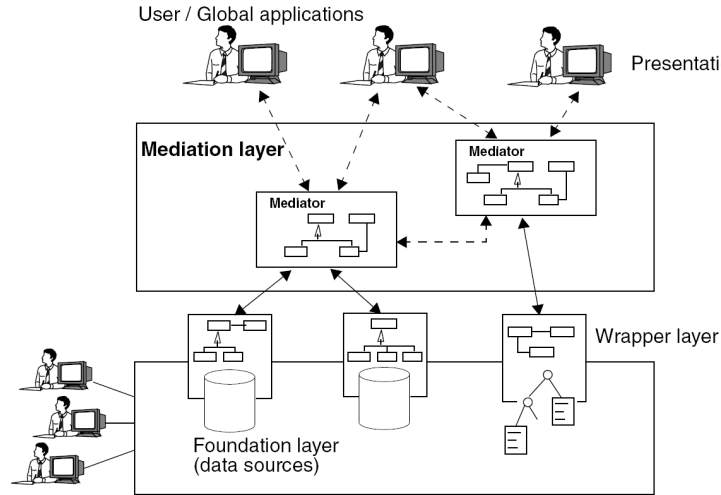 User / Global applications
Presentati
Mediation layer
Mediator
Mediator
Wrapper layer
Foundation layer
(data sources)